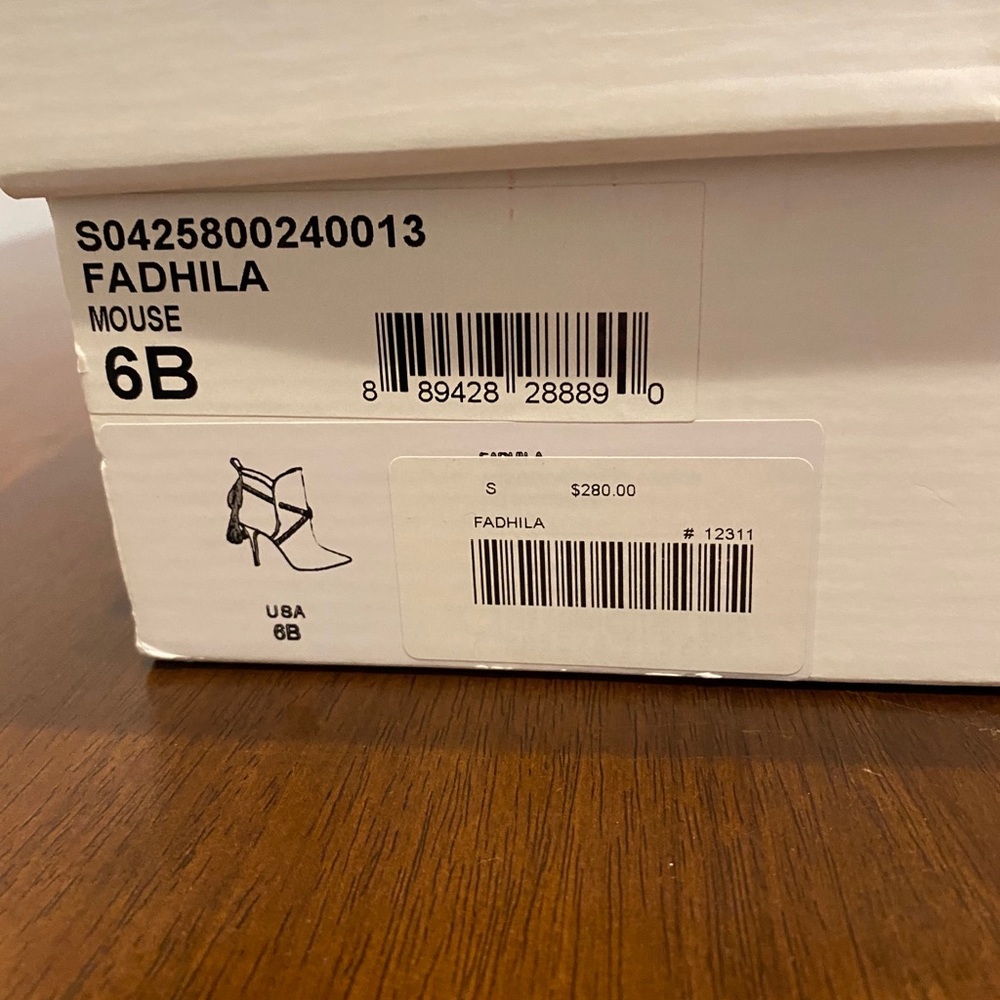 S0425800240013
FADHILA
MOUSE
6B
8 89428 28889 0
S $280.00
FADHILA
# 12311
USA
6B